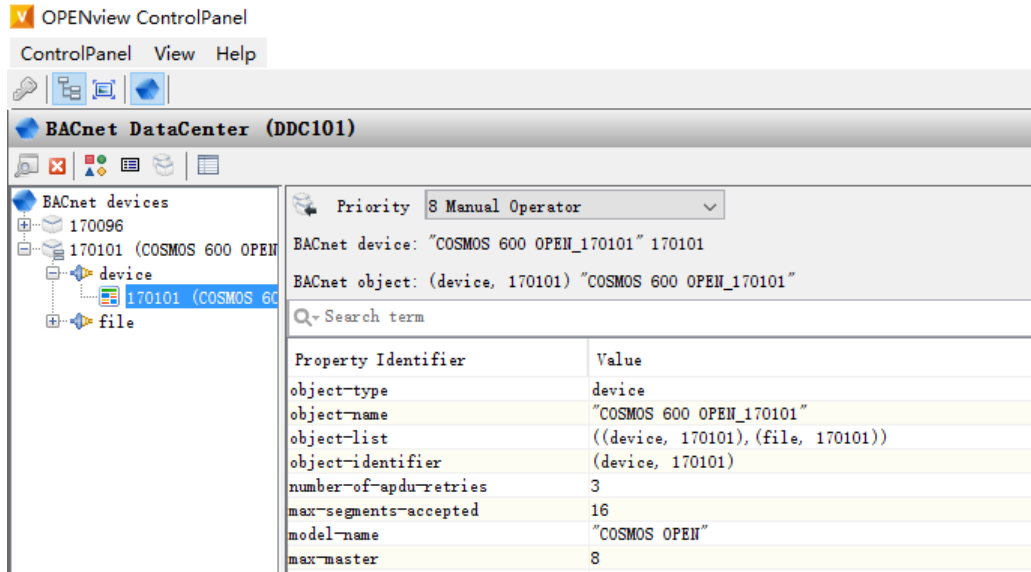 OPENview ControlPanel
ControlPanel View Help
BACnet DataCenter (DDC101)
BACnet devices
170096
170101 (COSMOS 600 OPEN
device
170101 (COSMOS 60
file
Priority 8 Manual Operator
BACnet device: "COSMOS 600 OPEN_170101" 170101
BACnet object: (device, 170101) "COSMOS 600 OPEN_170101"
Search term
Property Identifier Value
object-type device
object-name "COSMOS 600 OPEN_170101"
object-list ((device, 170101),(file, 170101))
object-identifier (device, 170101)
number-of-apdu-retries 3
max-segments-accepted 16
model-name "COSMOS OPEN"
max-master 8